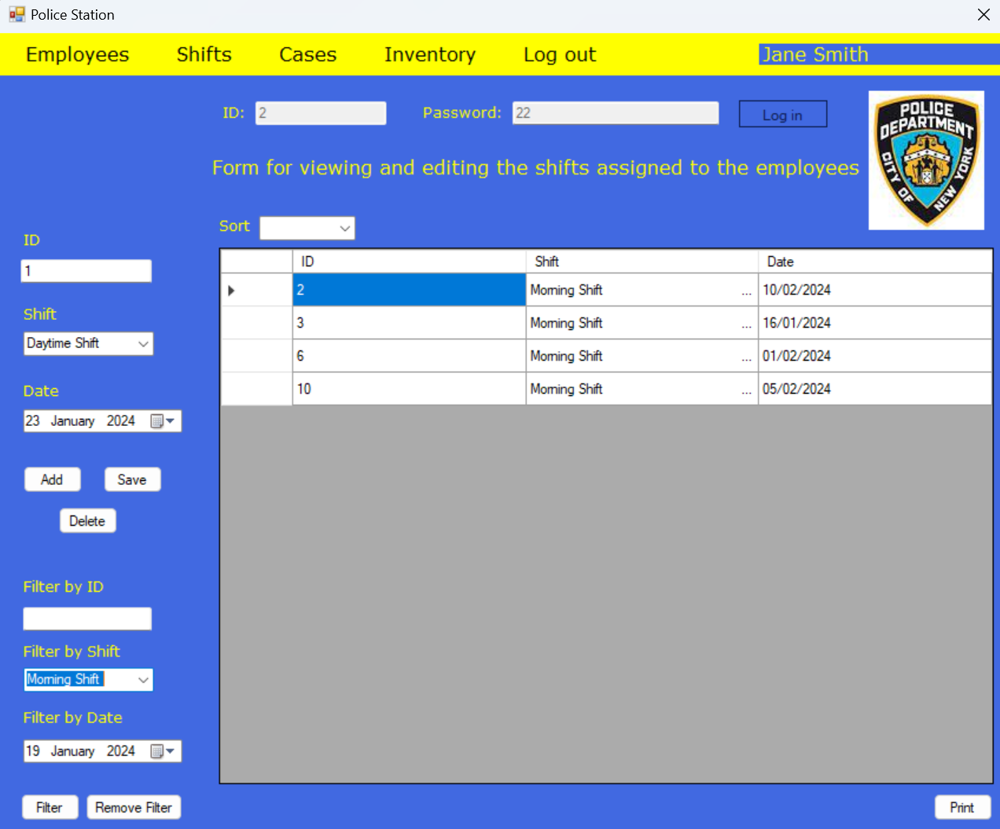 Police Station
Employees Shifts Cases Inventory Log out Jane Smith
ID: 2 Password: 22 Log in
POLICE DEPARTMENT CITY OF NEW YORK
Form for viewing and editing the shifts assigned to the employees
Sort
ID
1
Shift
Daytime Shift
Date
23 January 2024
Add Save
Delete
Filter by ID
Filter by Shift
Morning Shift
Filter by Date
19 January 2024
Filter Remove Filter
ID Shift Date
2 Morning Shift ... 10/02/2024
3 Morning Shift ... 16/01/2024
6 Morning Shift ... 01/02/2024
10 Morning Shift ... 05/02/2024
Print